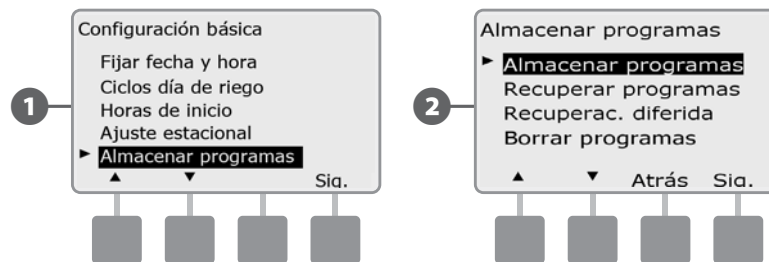 Configuración básica
Fijar fecha y hora
Ciclos día de riego
Horas de inicio
Ajuste estacional
Almacenar programas
Sig.
1
Almacenar programas
Almacenar programas
Recuperar programas
Recuperac. diferida
Borrar programas
Atrás Sig.
2